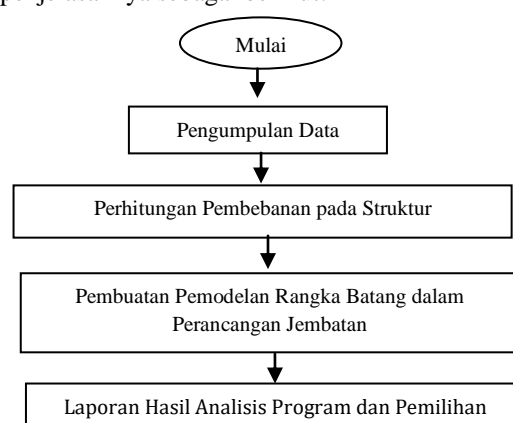 Mulai
Pengumpulan Data
Perhitungan Pembebanan pada Struktur
Pembuatan Pemodelan Rangka Batang dalam
Perancangan Jembatan
Laporan Hasil Analisis Program dan Pemilihan